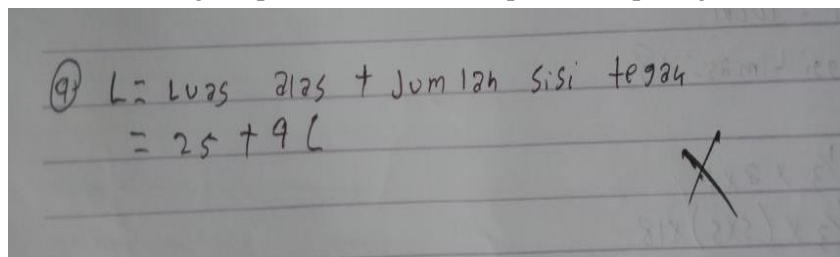 9 L = Luas alas + Jumlah sisi tegak
= 25 + 9 L